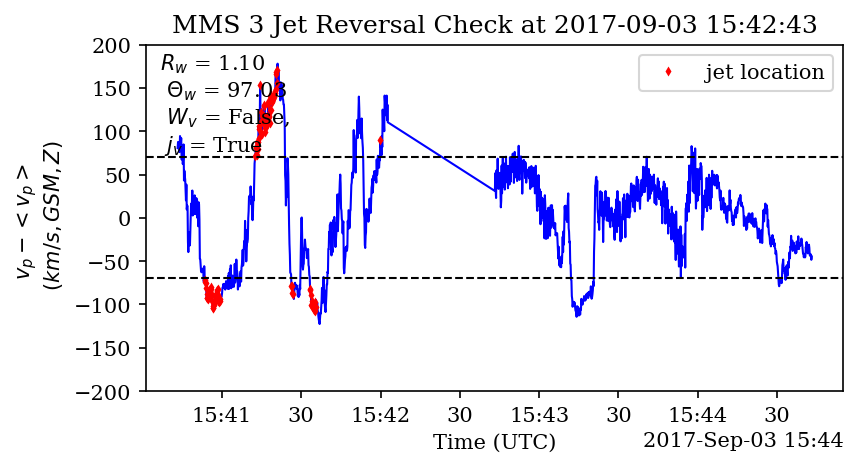 MMS 3 Jet Reversal Check at 2017-09-03 15:42:43
R_w = 1.10
Θ_w = 97.03
W_v = False,
j_v = True
jet location
v_p − < v_p >
(km/s, GSM, Z)
200
150
100
50
0
−50
−100
−150
−200
15:41 30 15:42 30 15:43 30 15:44 30
Time (UTC) 2017-Sep-03 15:44